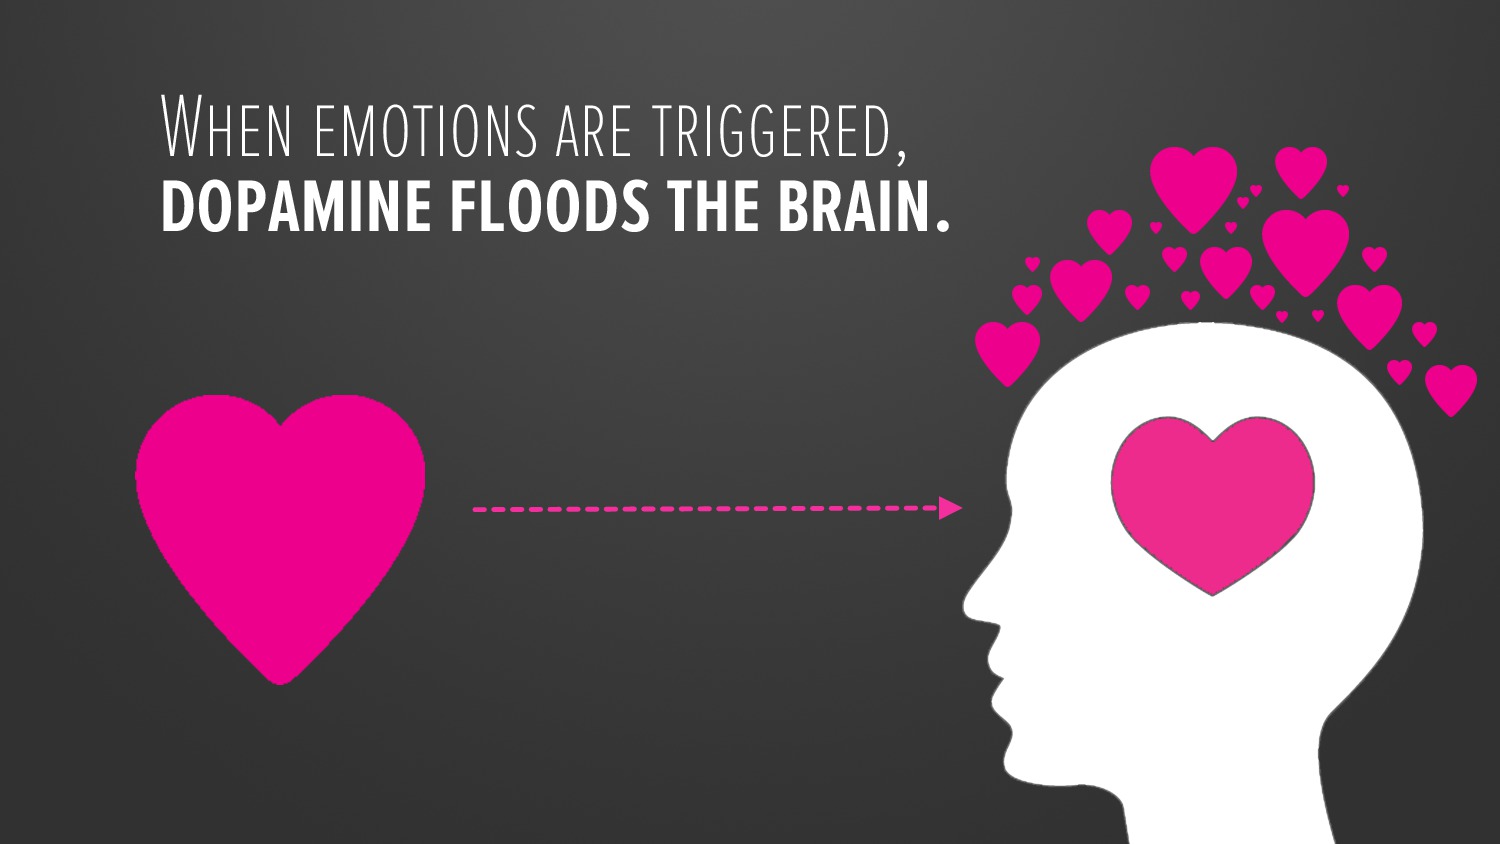 WHEN EMOTIONS ARE TRIGGERED,
DOPAMINE FLOODS THE BRAIN.